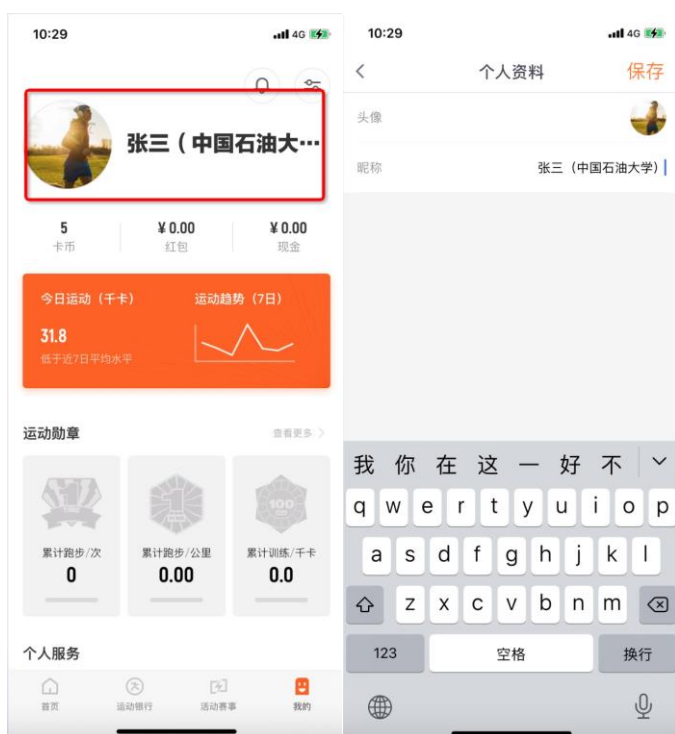 10:29
4G
张三（中国石油大…
5
¥0.00
¥0.00
卡币
红包
现金
今日运动（千卡）
运动趋势（7日）
31.8
低于近7日平均水平
运动勋章
查看更多
1
1
100
累计跑步/次
累计跑步/公里
累计训练/千卡
0
0.00
0.0
个人服务
首页
运动银行
活动赛事
我的
10:29
4G
个人资料
保存
头像
昵称
张三（中国石油大学）
我 你 在 这 一 好 不
q w e r t y u i o p
a s d f g h j k l
z x c v b n m
123
空格
换行